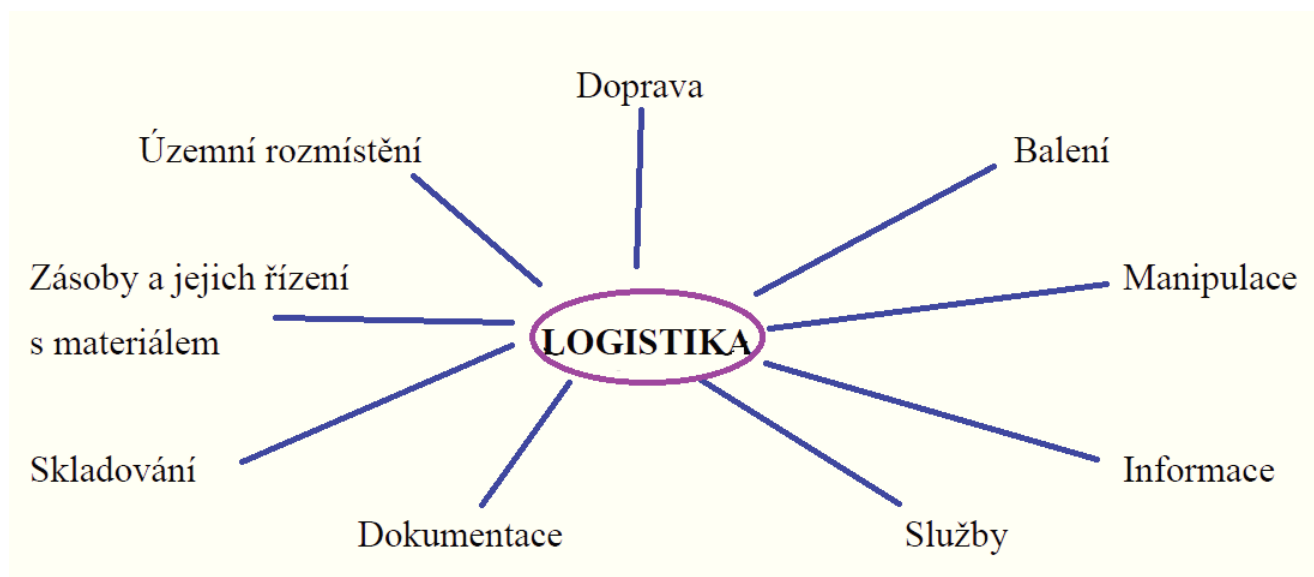 Doprava
Územní rozmístění
Balení
Zásoby a jejich řízení
Manipulace
s materiálem
LOGISTIKA
Skladování
Informace
Dokumentace
Služby